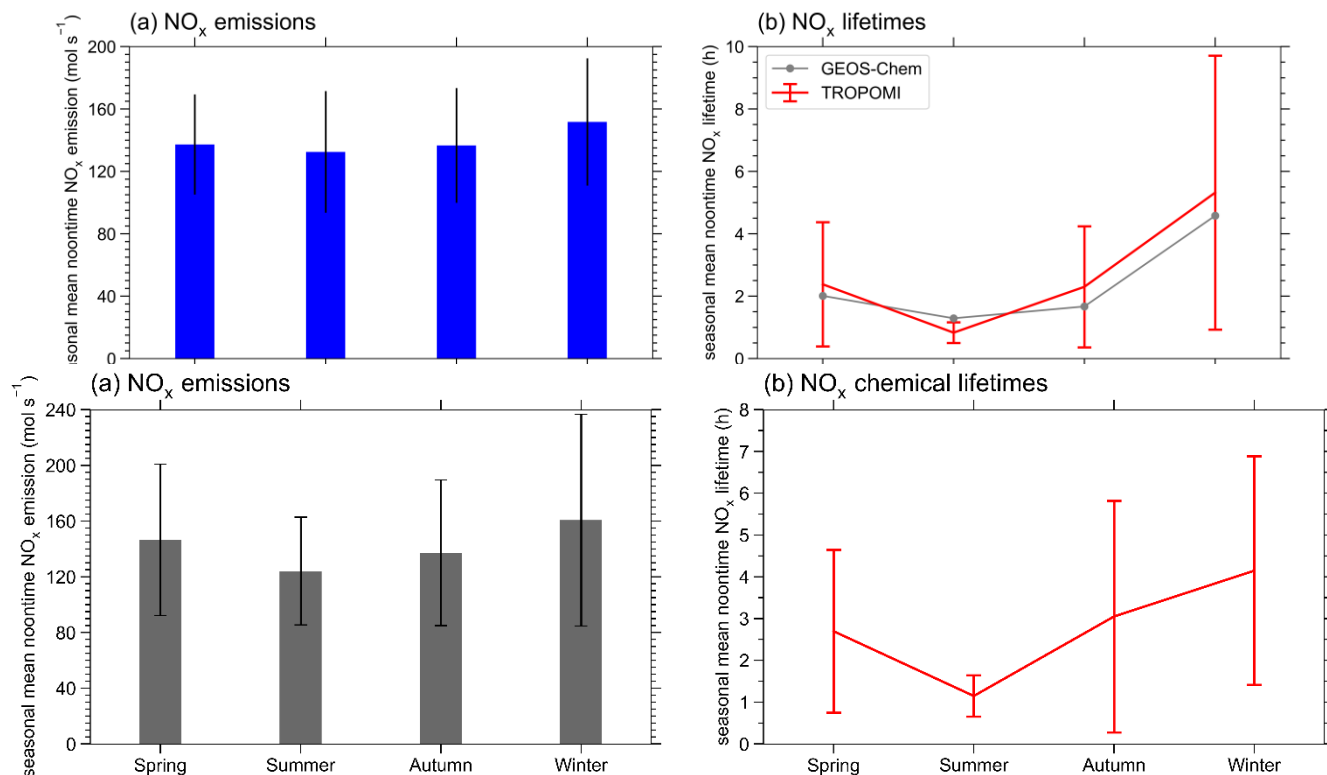 (a) NOₓ emissions
isonal mean noontime NOₓ emission (mol s⁻¹)
200
160
120
80
40
0
(b) NOₓ lifetimes
seasonal mean noontime NOₓ lifetime (h)
10
8
6
4
2
0
GEOS-Chem
TROPOMI
(a) NOₓ emissions
seasonal mean noontime NOₓ emission (mol s⁻¹)
240
200
160
120
80
40
0
Spring Summer Autumn Winter
(b) NOₓ chemical lifetimes
seasonal mean noontime NOₓ lifetime (h)
8
7
6
5
4
3
2
1
0
Spring Summer Autumn Winter